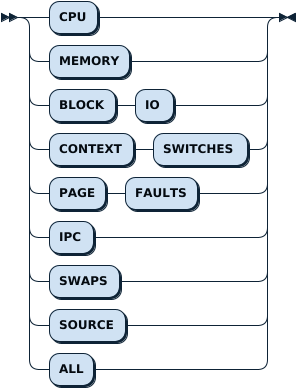 CPU
MEMORY
BLOCK IO
CONTEXT SWITCHES
PAGE FAULTS
IPC
SWAPS
SOURCE
ALL